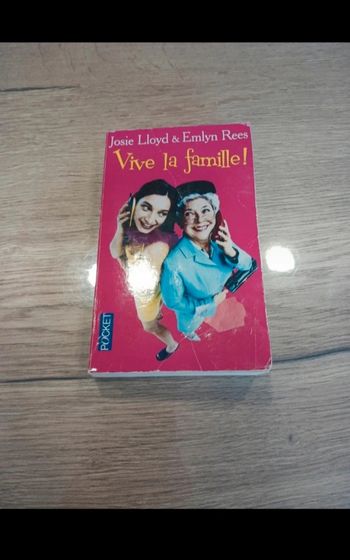 Josie Lloyd & Emlyn Rees
Vive la famille!
POCKET